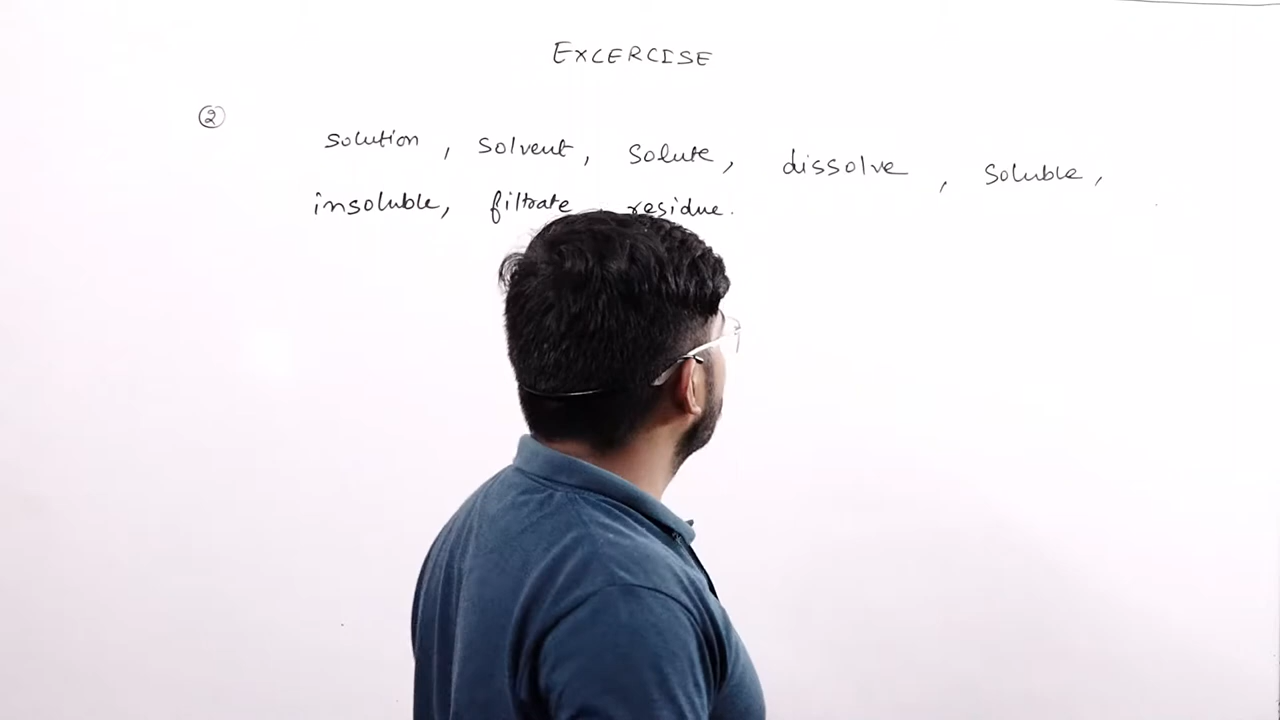 EXCERCISE
②
solution, solvent, solute, dissolve, soluble,
insoluble, filtrate, residue.